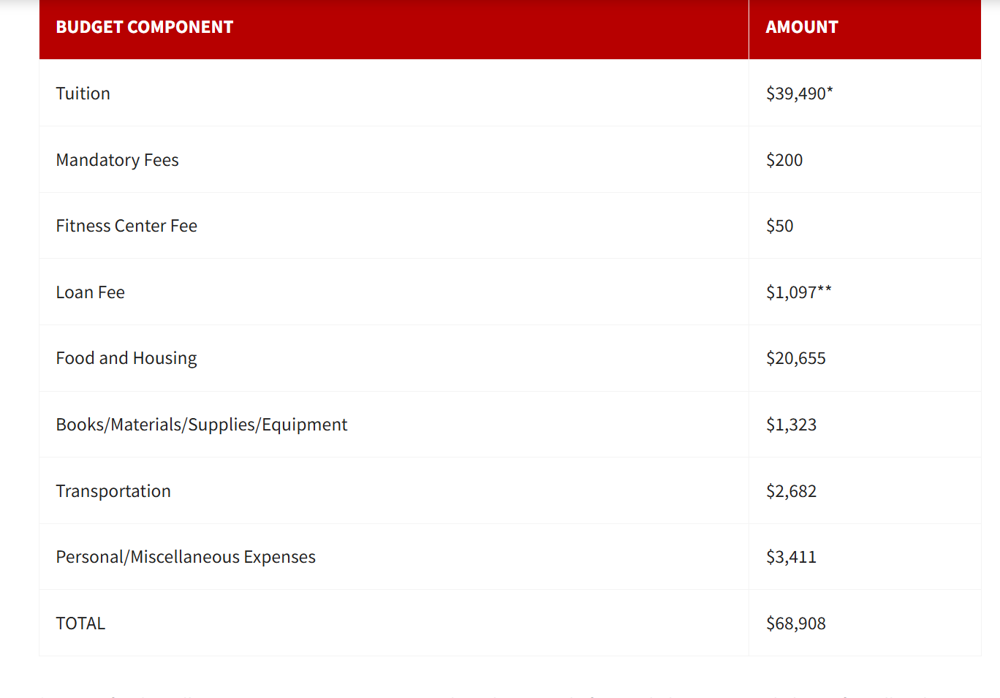 BUDGET COMPONENT AMOUNT
Tuition $39,490*
Mandatory Fees $200
Fitness Center Fee $50
Loan Fee $1,097**
Food and Housing $20,655
Books/Materials/Supplies/Equipment $1,323
Transportation $2,682
Personal/Miscellaneous Expenses $3,411
TOTAL $68,908